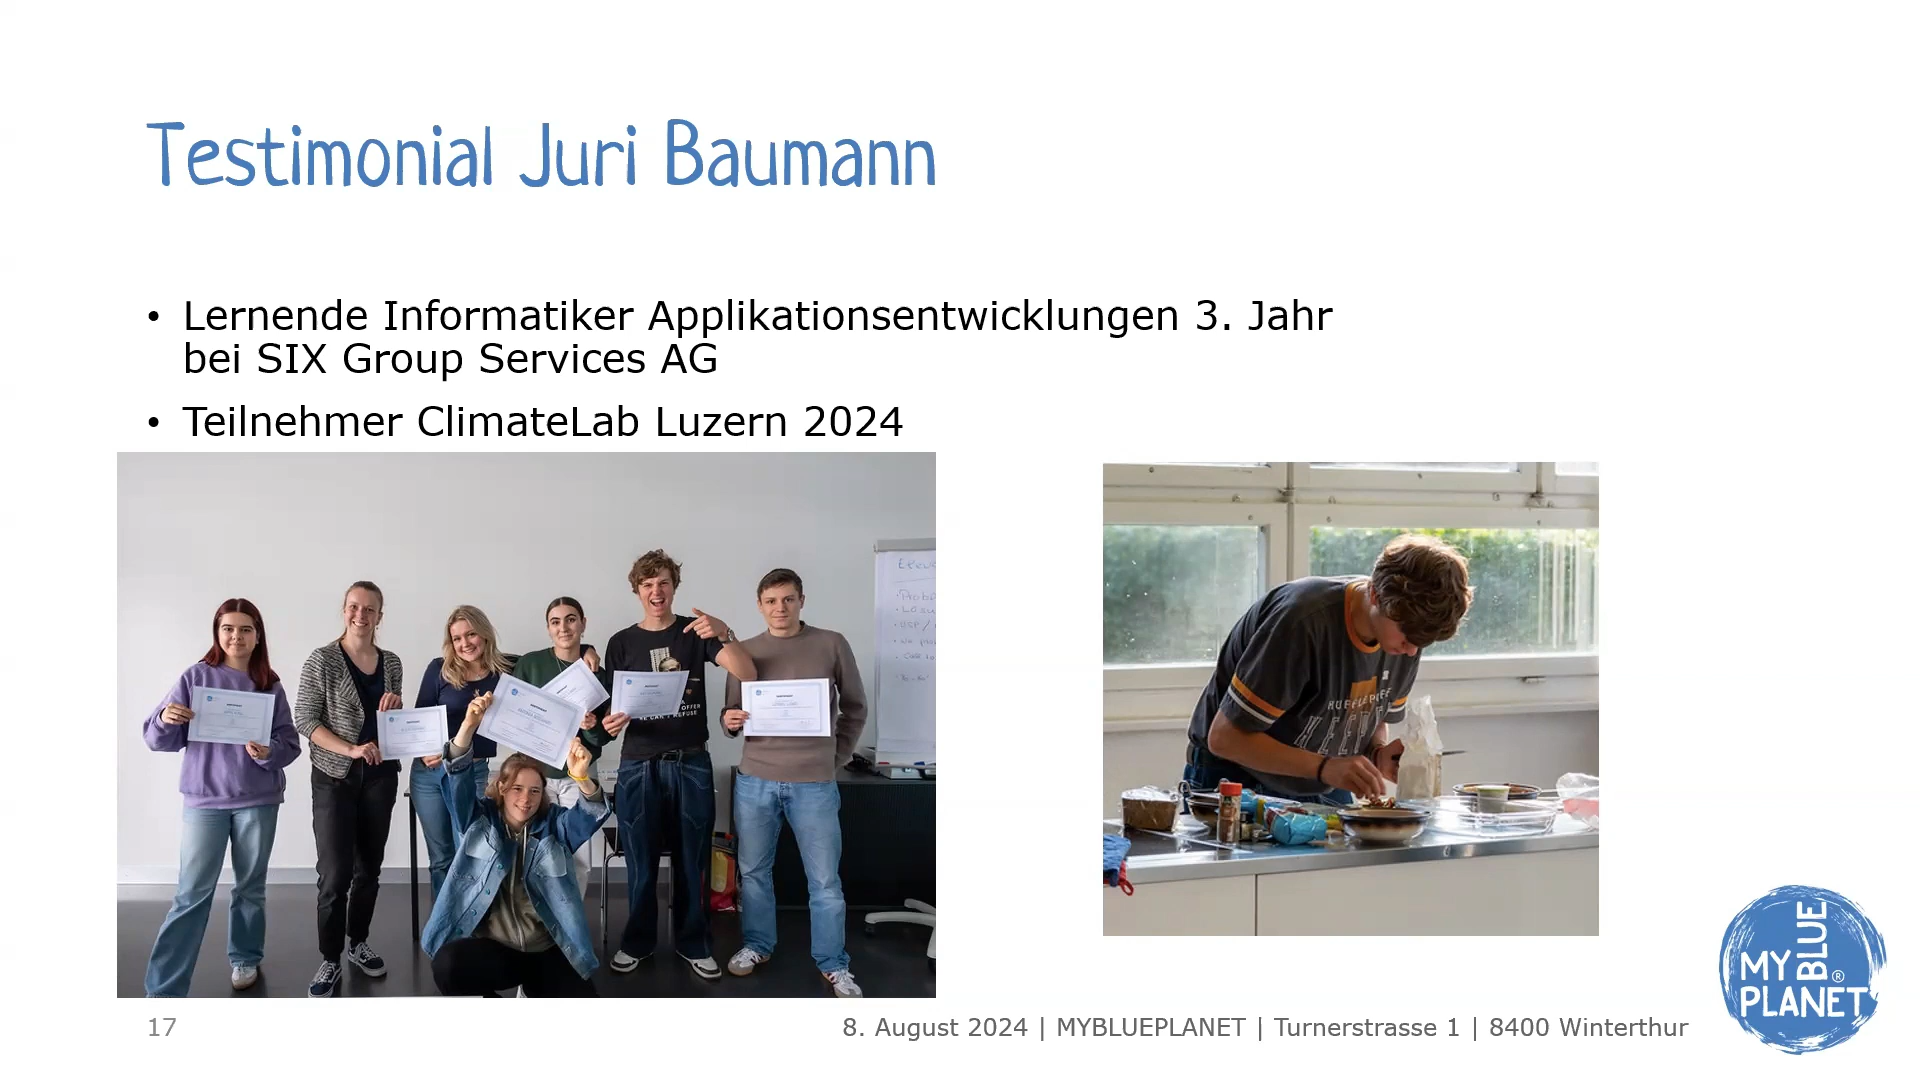 Testimonial Juri Baumann
• Lernende Informatiker Applikationsentwicklungen 3. Jahr
bei SIX Group Services AG
• Teilnehmer ClimateLab Luzern 2024
17
8. August 2024 | MYBLUEPLANET | Turnerstrasse 1 | 8400 Winterthur
MY BLUE®
PLANET